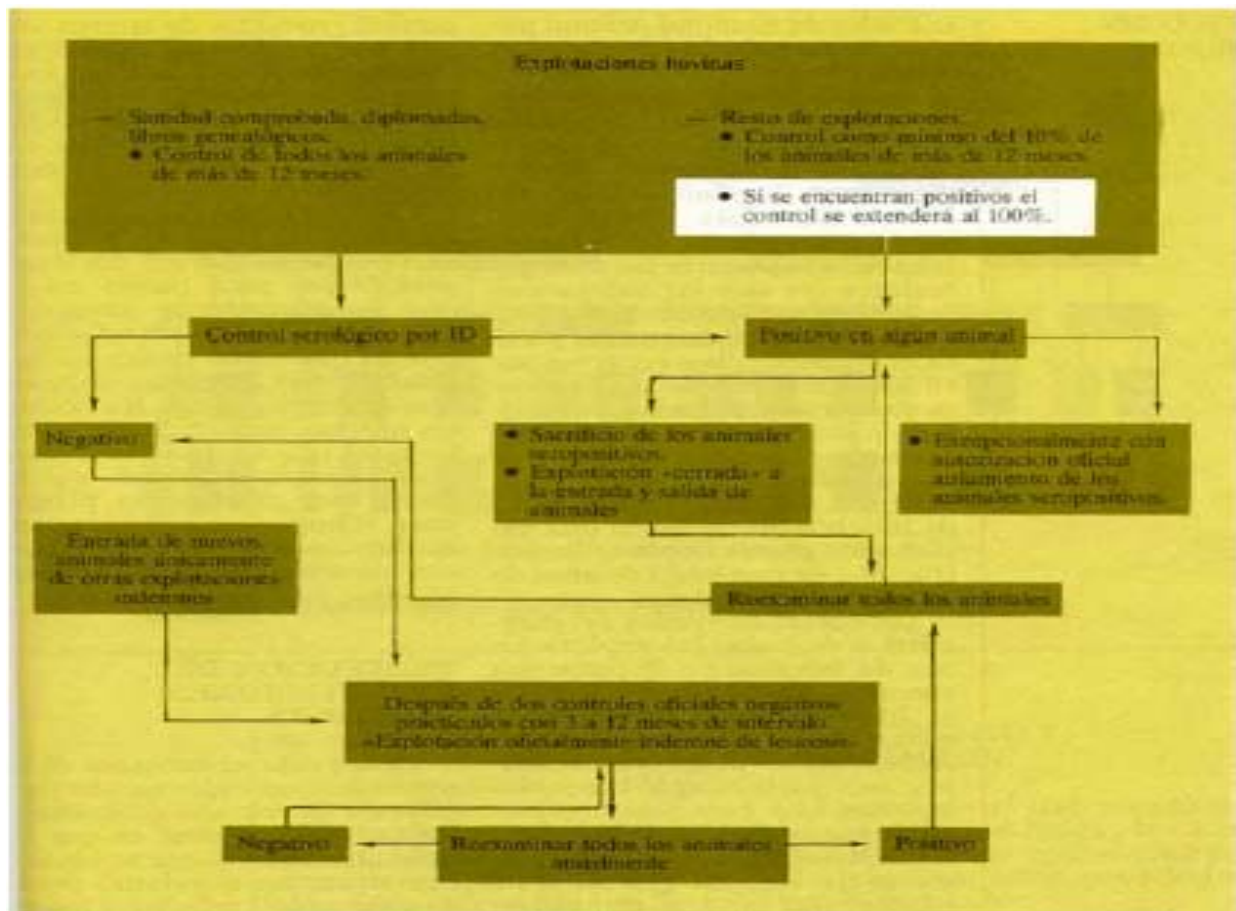 Explotaciones bovinas
— Sanidad comprobada, diplomadas,
libros genealógicos.
● Control de todos los animales
de más de 12 meses.
— Resto de explotaciones:
● Control como mínimo del 10% de
los animales de más de 12 meses.
● Si se encuentran positivos el
control se extenderá al 100%.
Control serológico por ID
Positivo en algún animal
Negativo
● Sacrificio de los animales
seropositivos.
● Explotación «cerrada» a
la entrada y salida de
animales
● Excepcionalmente con
autorización oficial
aislamiento de los
animales seropositivos.
Entrada de nuevos
animales únicamente
de otras explotaciones
indemnes
Reexaminar todos los animales
Después de dos controles oficiales negativos
practicados con 3 a 12 meses de intérvalo
«Explotación oficialmente indemne de leucosis»
Negativo
Reexaminar todos los animales
anualmente
Positivo